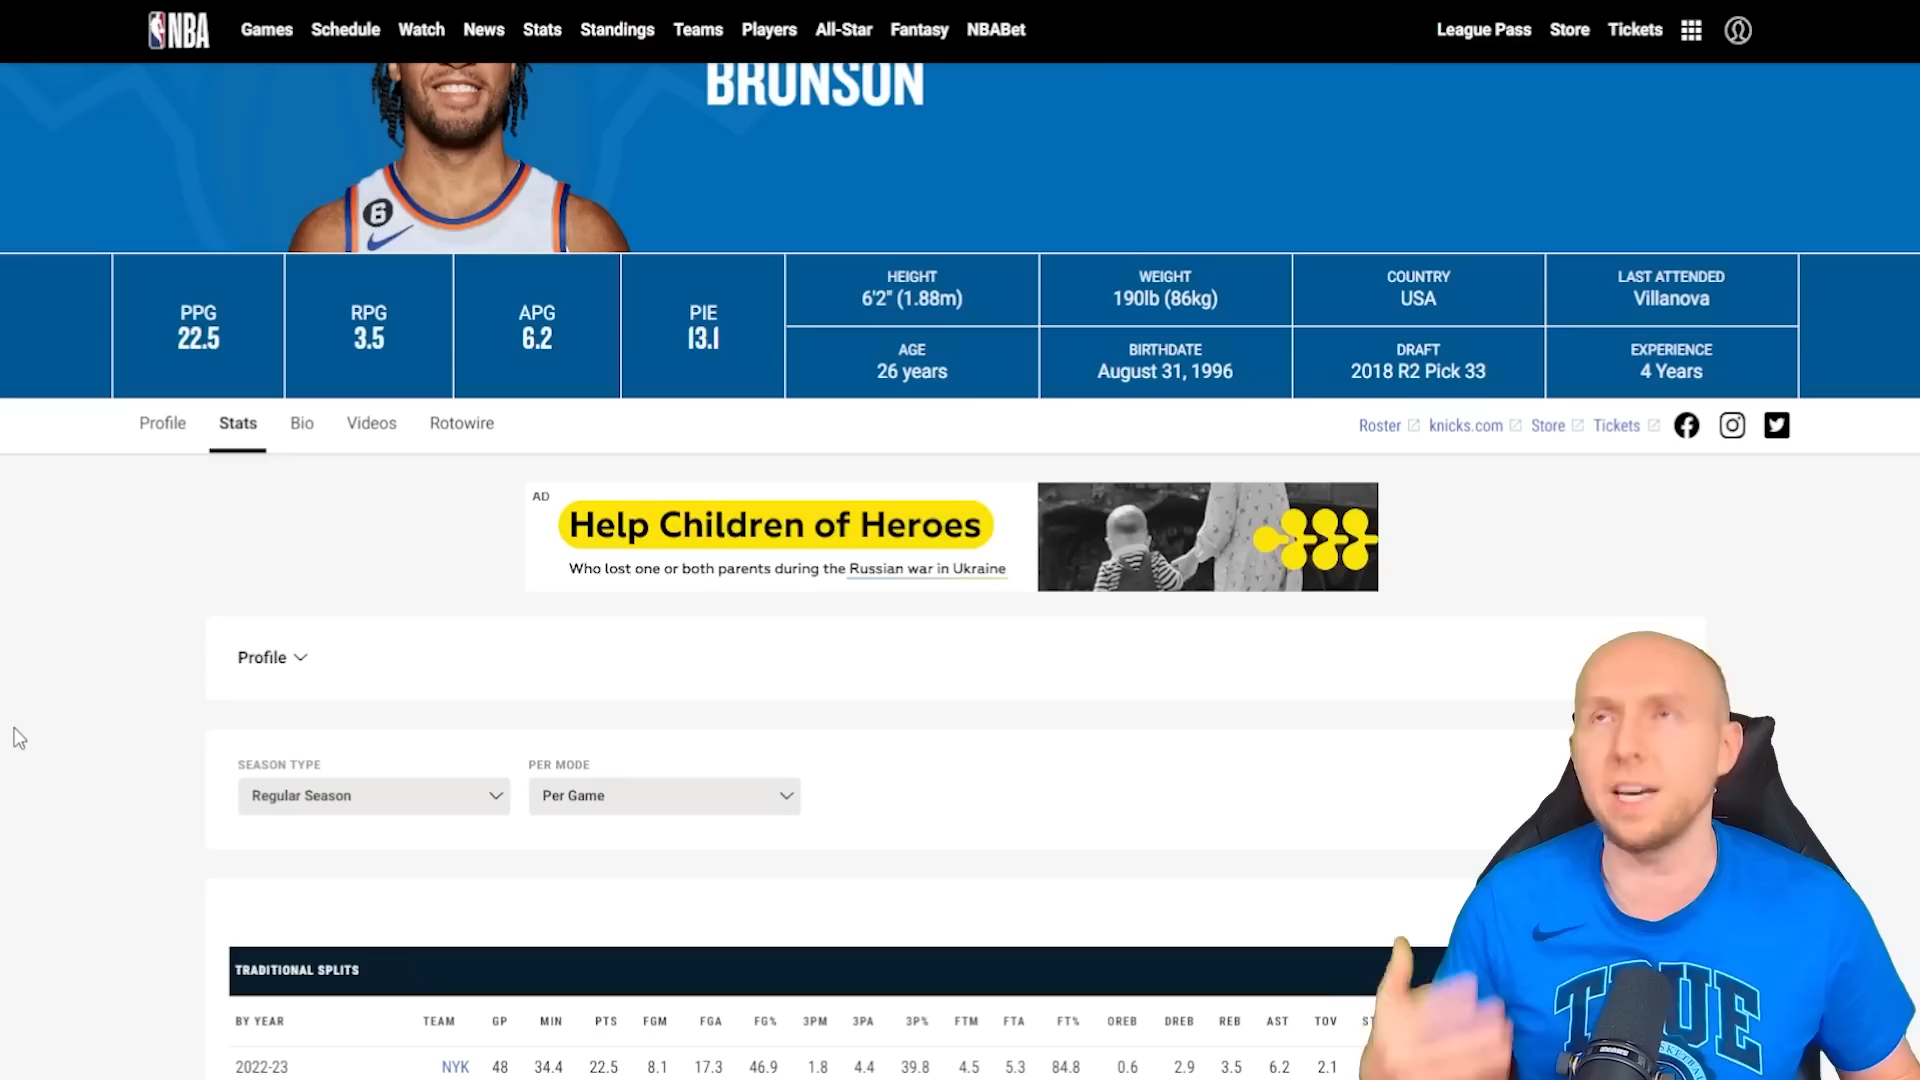 NBA Games Schedule Watch News Stats Standings Teams Players All-Star Fantasy NBABet League Pass Store Tickets
BRUNSON
6
PPG
22.5
RPG
3.5
APG
6.2
PIE
13.1
HEIGHT
6'2" (1.88m)
WEIGHT
190lb (86kg)
COUNTRY
USA
LAST ATTENDED
Villanova
AGE
26 years
BIRTHDATE
August 31, 1996
DRAFT
2018 R2 Pick 33
EXPERIENCE
4 Years
Profile Stats Bio Videos Rotowire Roster knicks.com Store Tickets
AD
Help Children of Heroes
Who lost one or both parents during the Russian war in Ukraine
Profile
SEASON TYPE
Regular Season
PER MODE
Per Game
TRADITIONAL SPLITS
BY YEAR TEAM GP MIN PTS FGM FGA FG% 3PM 3PA 3P% FTM FTA FT% OREB DREB REB AST TOV
2022-23 NYK 48 34.4 22.5 8.1 17.3 46.9 1.8 4.4 39.8 4.5 5.3 84.8 0.6 2.9 3.5 6.2 2.1
TRUE